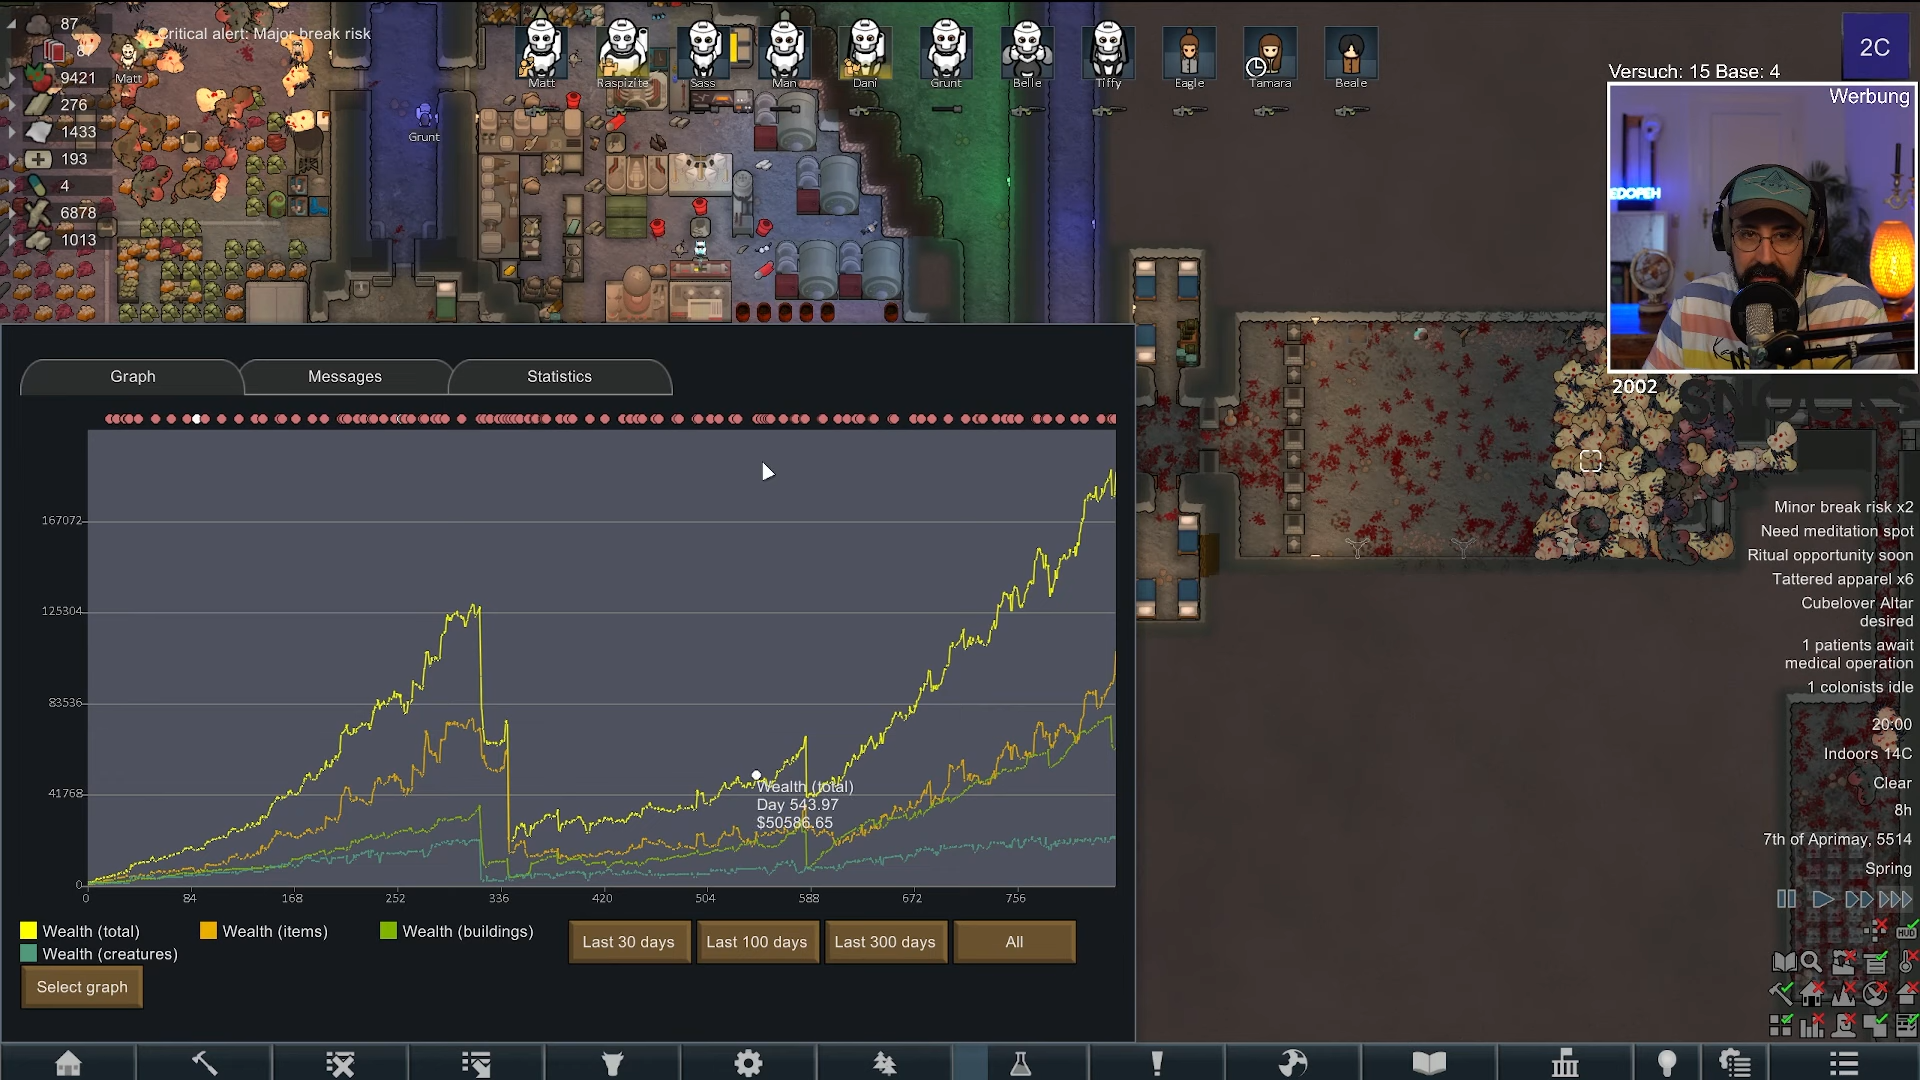 87
Critical alert: Major break risk
Matt
9421
276
1433
193
4
6878
1013
Grunt
Matt
Raspizite
Sass
Man
Dani
Grunt
Belle
Tiffy
Eagle
Tamara
Beale
2C
Versuch: 15 Base: 4
Werbung
2002
Graph
Messages
Statistics
167072
125304
83536
41768
0
Wealth (total)
Day 543.97
$50586.65
0
84
168
252
336
420
504
588
672
756
Wealth (total)
Wealth (items)
Wealth (buildings)
Wealth (creatures)
Last 30 days
Last 100 days
Last 300 days
All
Select graph
Minor break risk x2
Need meditation spot
Ritual opportunity soon
Tattered apparel x6
Cubelover Altar
desired
1 patients await
medical operation
1 colonists idle
20:00
Indoors 14C
Clear
8h
7th of Aprimay, 5514
Spring
HUD